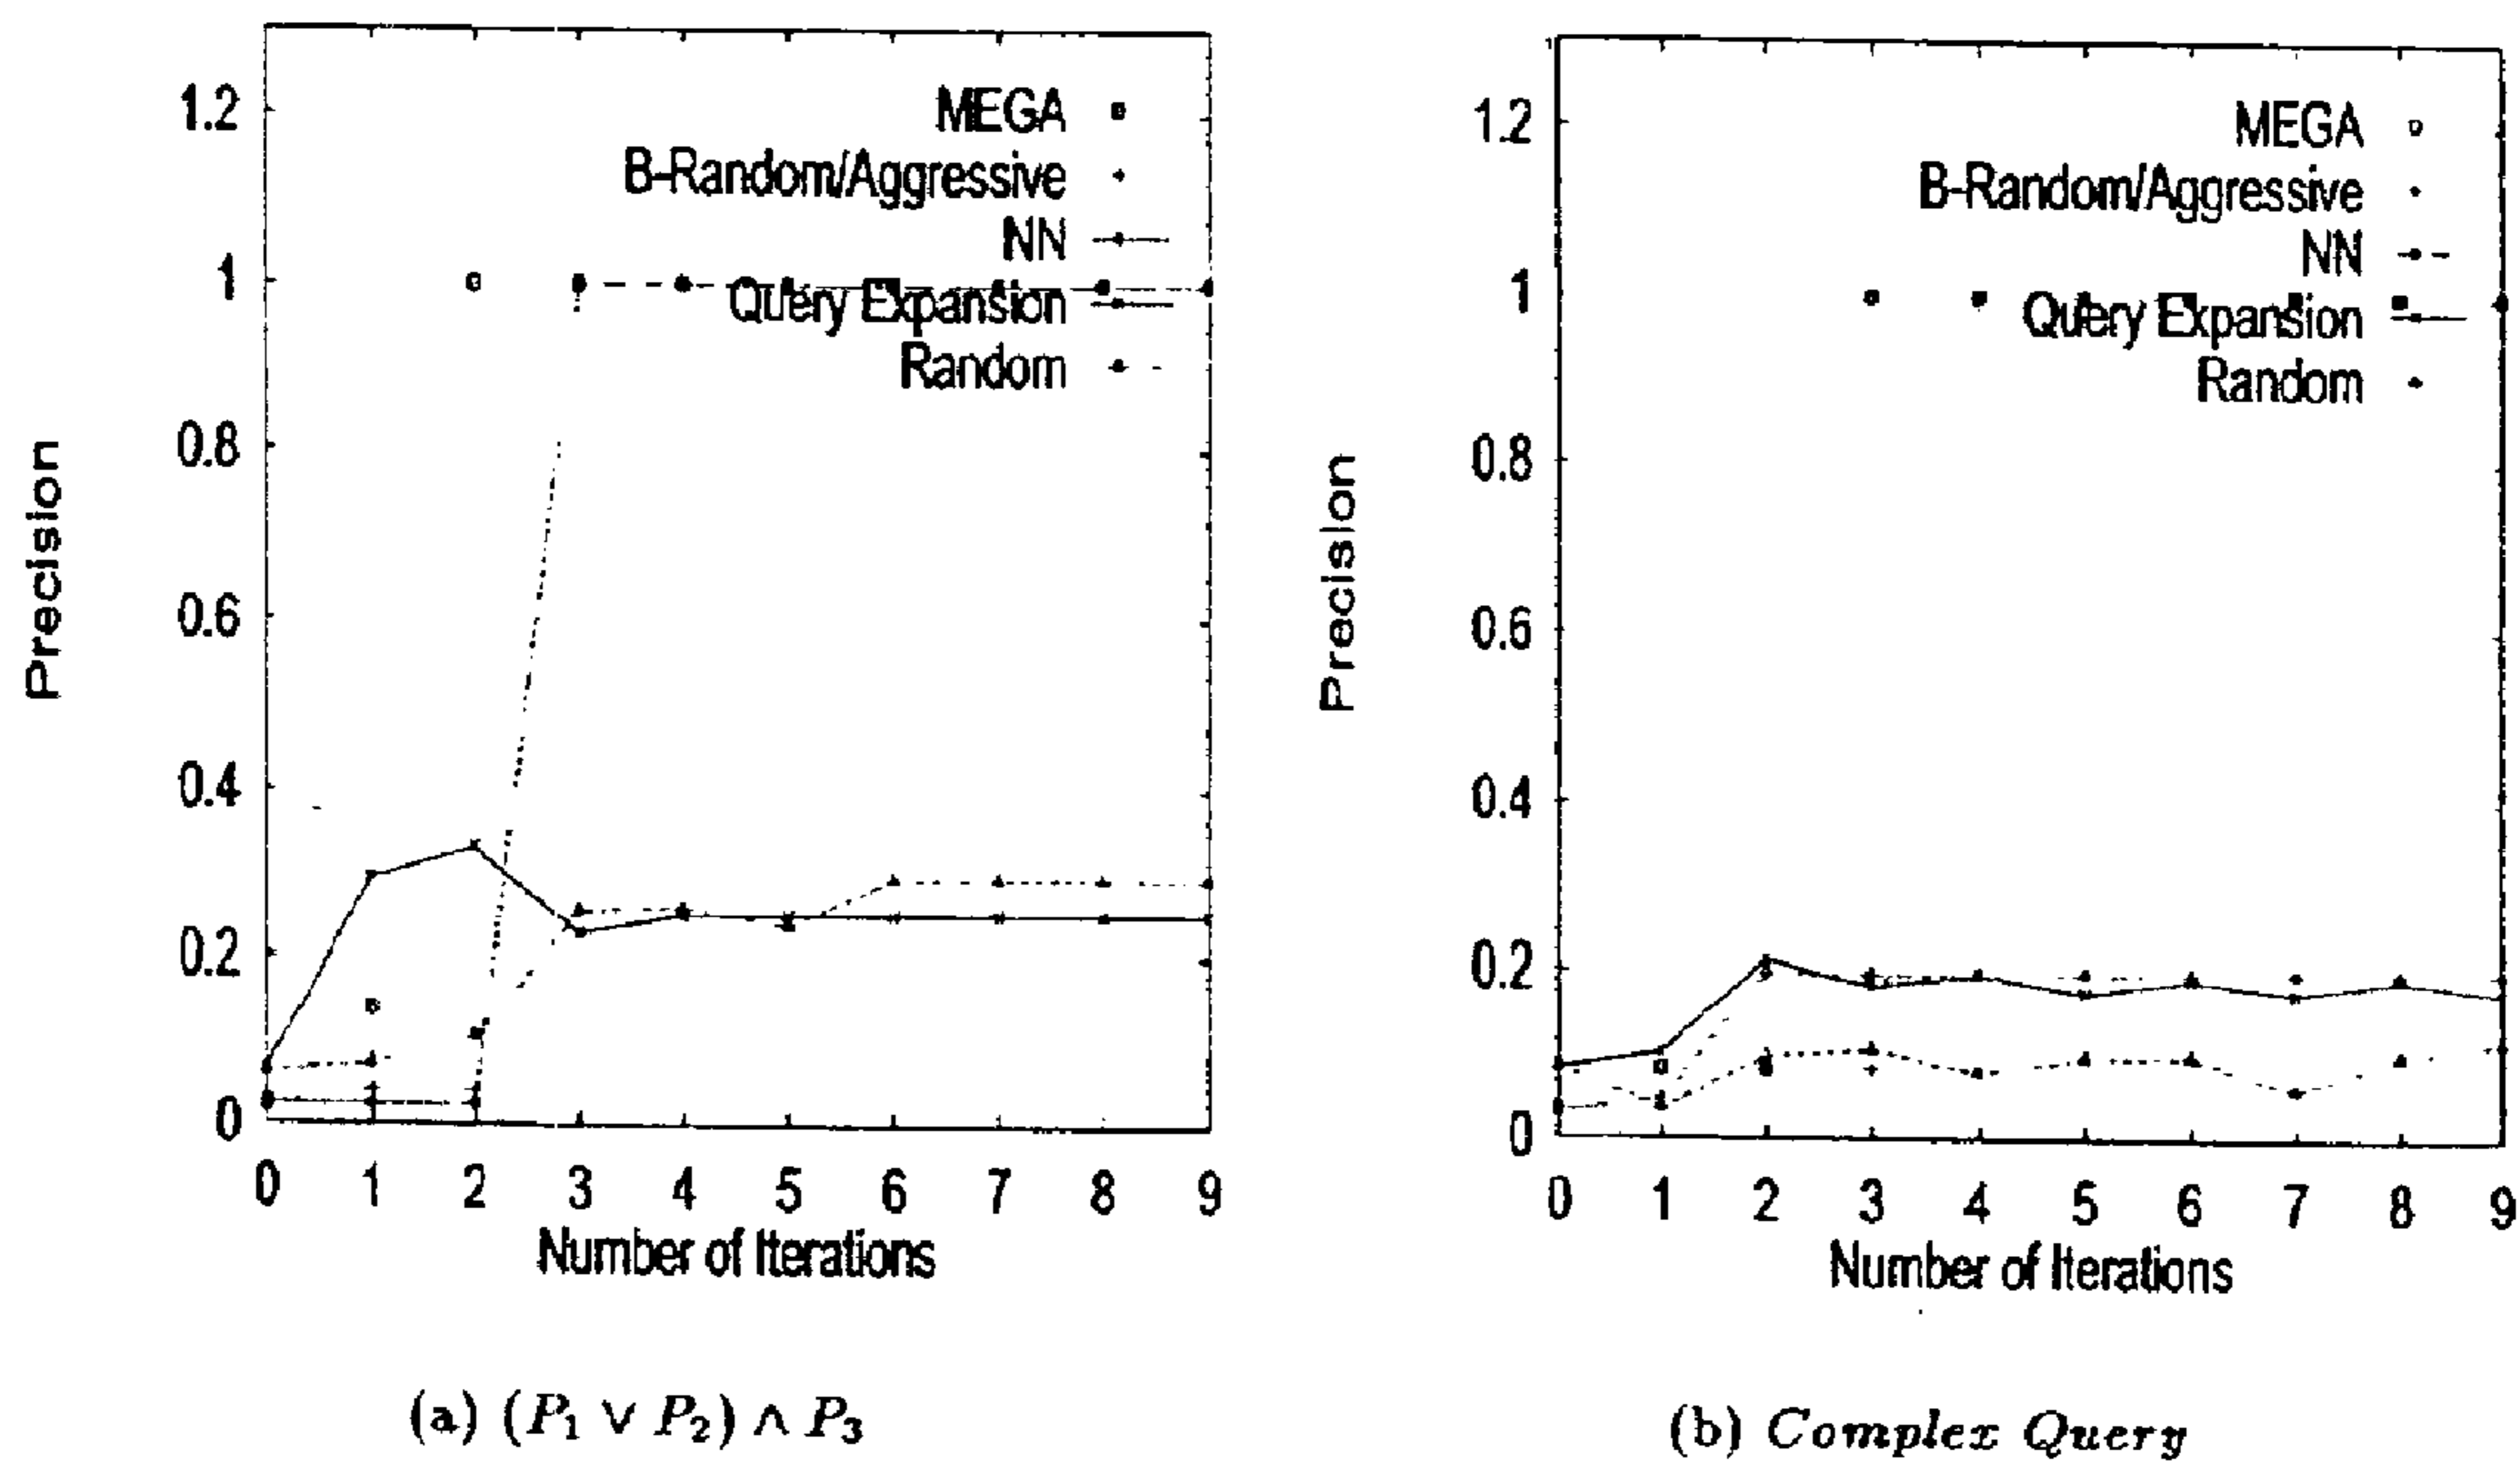 1.2
1
0.8
0.6
0.4
0.2
0
Precision
MEGA
B-Random/Aggressive
NN
Query Expansion
Random
0 1 2 3 4 5 6 7 8 9
Number of Iterations
(a) (P₁ ∨ P₂) ∧ P₃
1.2
1
0.8
0.6
0.4
0.2
0
Precision
MEGA
B-Random/Aggressive
NN
Query Expansion
Random
0 1 2 3 4 5 6 7 8 9
Number of Iterations
(b) Complex Query